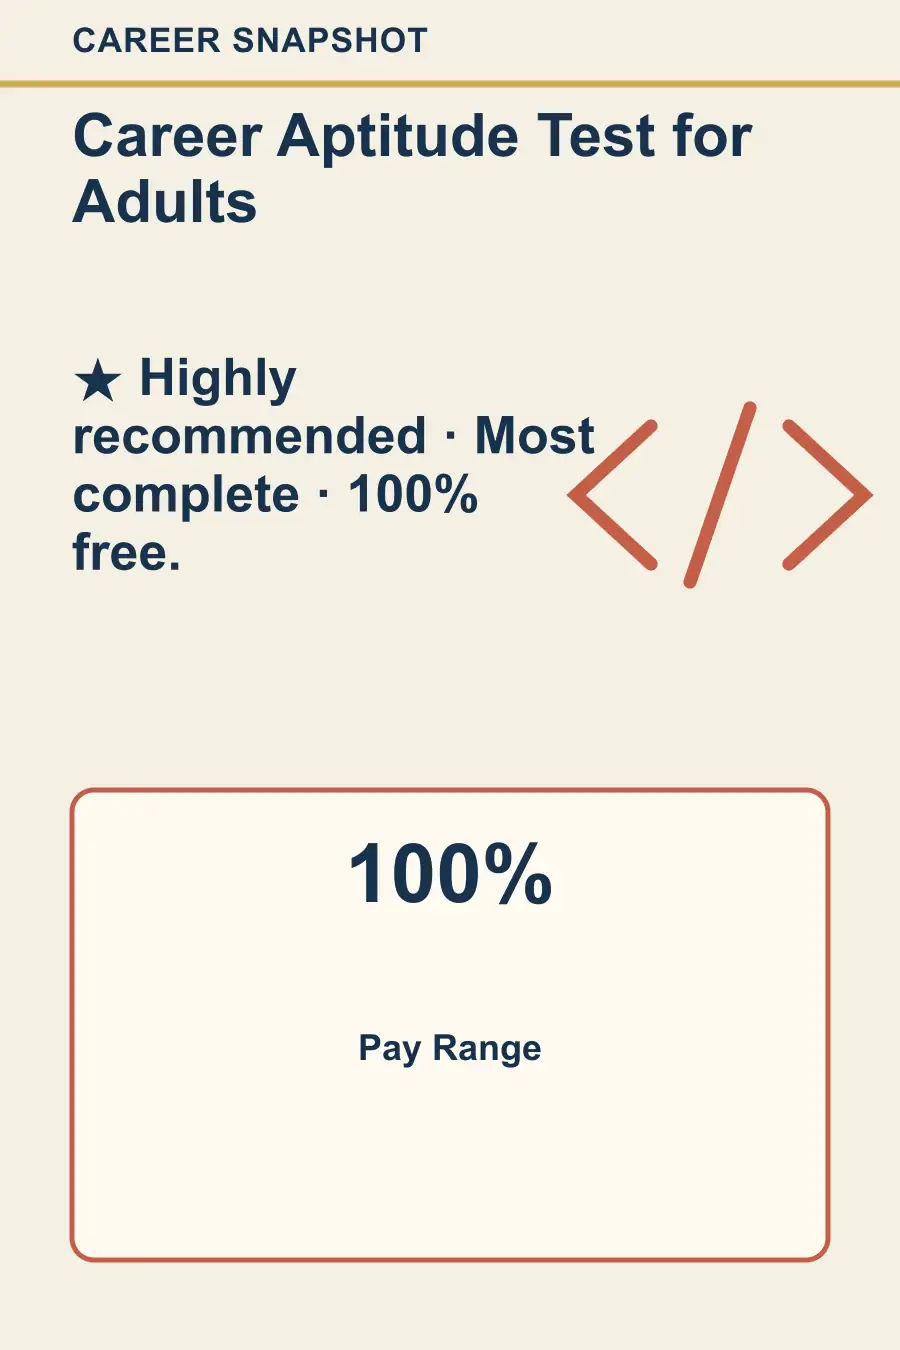 CAREER SNAPSHOT
Career Aptitude Test for
Adults
★ Highly
recommended · Most
complete · 100%
free.
</>
100%
Pay Range